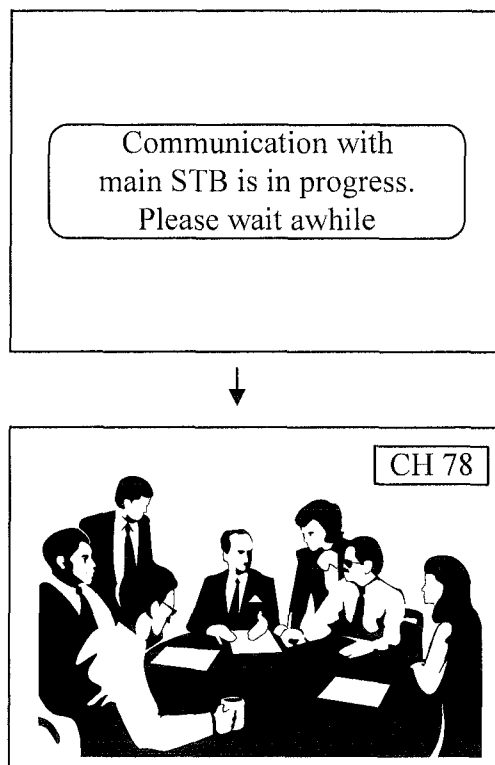 Communication with
main STB is in progress.
Please wait awhile
CH 78